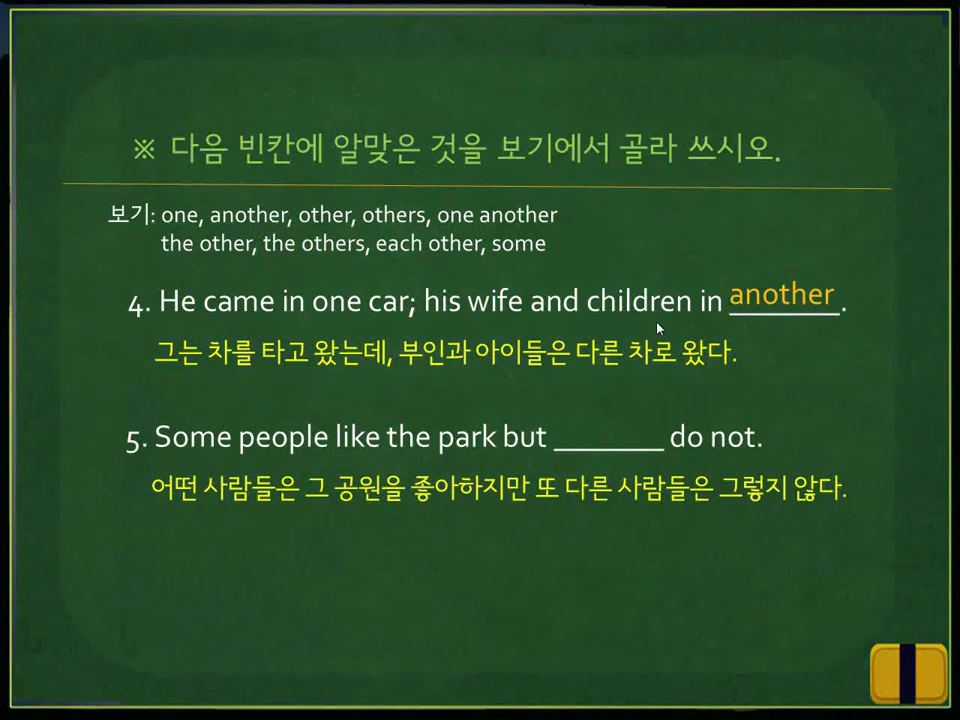 ※ 다음 빈칸에 알맞은 것을 보기에서 골라 쓰시오.
보기: one, another, other, others, one another
the other, the others, each other, some
4. He came in one car; his wife and children in another.
그는 차를 타고 왔는데, 부인과 아이들은 다른 차로 왔다.
5. Some people like the park but _______ do not.
어떤 사람들은 그 공원을 좋아하지만 또 다른 사람들은 그렇지 않다.